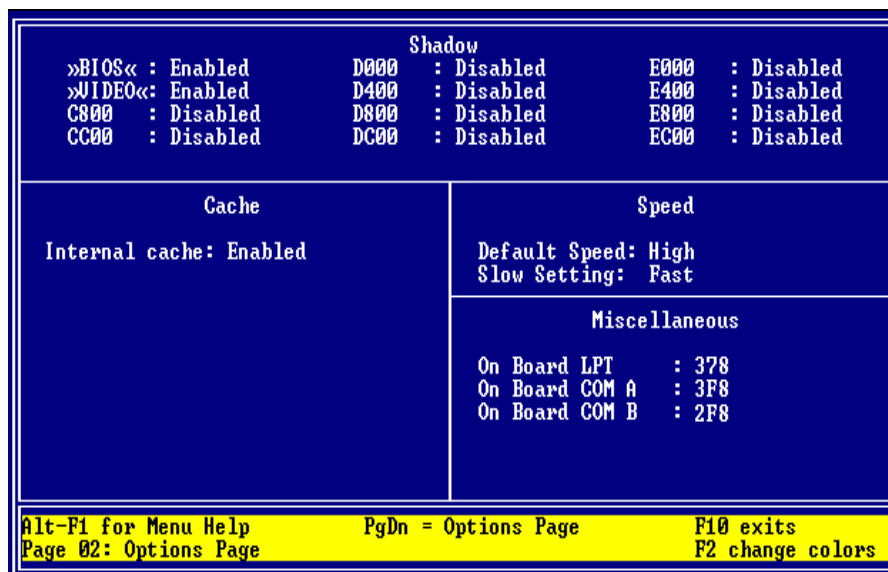 Shadow
»BIOS« : Enabled D000 : Disabled E000 : Disabled
»VIDEO«: Enabled D400 : Disabled E400 : Disabled
C800 : Disabled D800 : Disabled E800 : Disabled
CC00 : Disabled DC00 : Disabled EC00 : Disabled
Cache
Internal cache: Enabled
Speed
Default Speed: High
Slow Setting: Fast
Miscellaneous
On Board LPT : 378
On Board COM A : 3F8
On Board COM B : 2F8
Alt-F1 for Menu Help PgDn = Options Page F10 exits
Page 02: Options Page F2 change colors